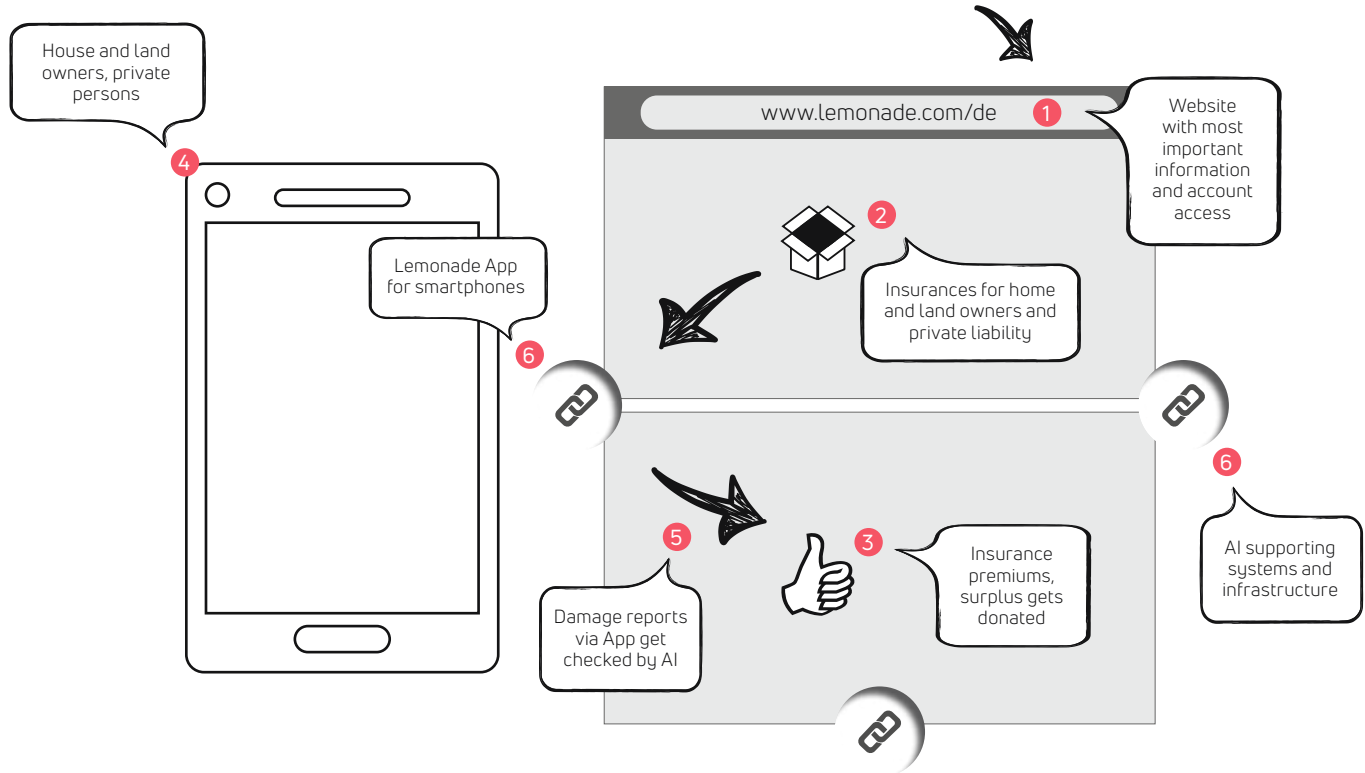 House and land
owners, private
persons
4
www.lemonade.com/de
1
Website
with most
important
information
and account
access
2
Insurances for home
and land owners and
private liability
Lemonade App
for smartphones
6
6
AI supporting
systems and
infrastructure
5
Damage reports
via App get
checked by AI
3
Insurance
premiums,
surplus gets
donated